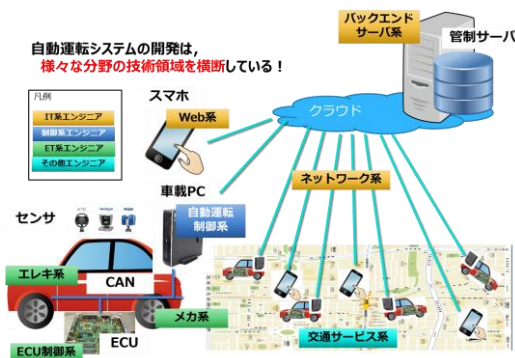 自動運転システムの開発は,
様々な分野の技術領域を横断している！
凡例
IT系エンジニア
制御系エンジニア
ET系エンジニア
その他エンジニア
スマホ
Web系
バックエンド
サーバ系
管制サーバ
クラウド
ネットワーク系
車載PC
自動運転
制御系
センサ
エレキ系
CAN
メカ系
ECU
ECU制御系
交通サービス系